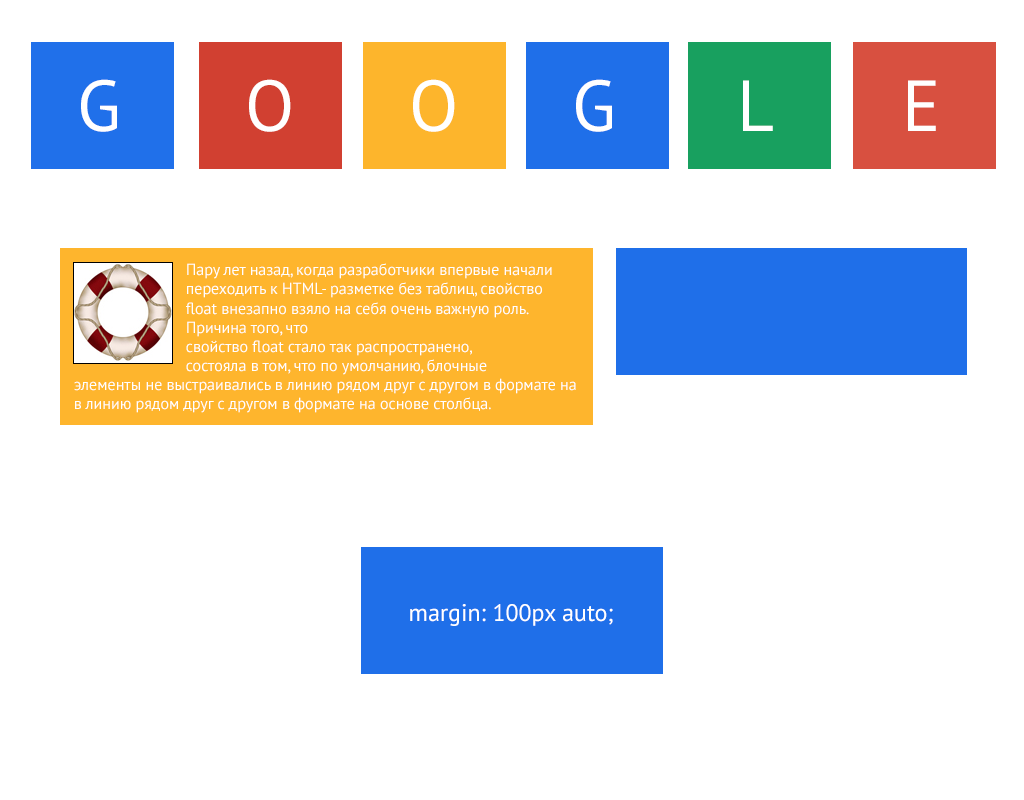 G O O G L E
Пару лет назад, когда разработчики впервые начали
переходить к HTML- разметке без таблиц, свойство
float внезапно взяло на себя очень важную роль.
Причина того, что
свойство float стало так распространено,
состояла в том, что по умолчанию, блочные
элементы не выстраивались в линию рядом друг с другом в формате на
в линию рядом друг с другом в формате на основе столбца.
margin: 100px auto;